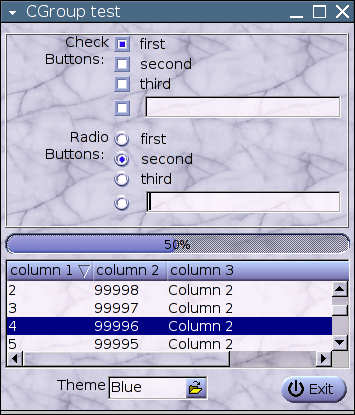 CGroup test
Check Buttons:
first
second
third
Radio Buttons:
first
second
third
50%
column 1 column 2 Column 3
2 99998 Column 2
3 99997 Column 2
4 99996 Column 2
5 99995 Column 2
Theme Blue Exit